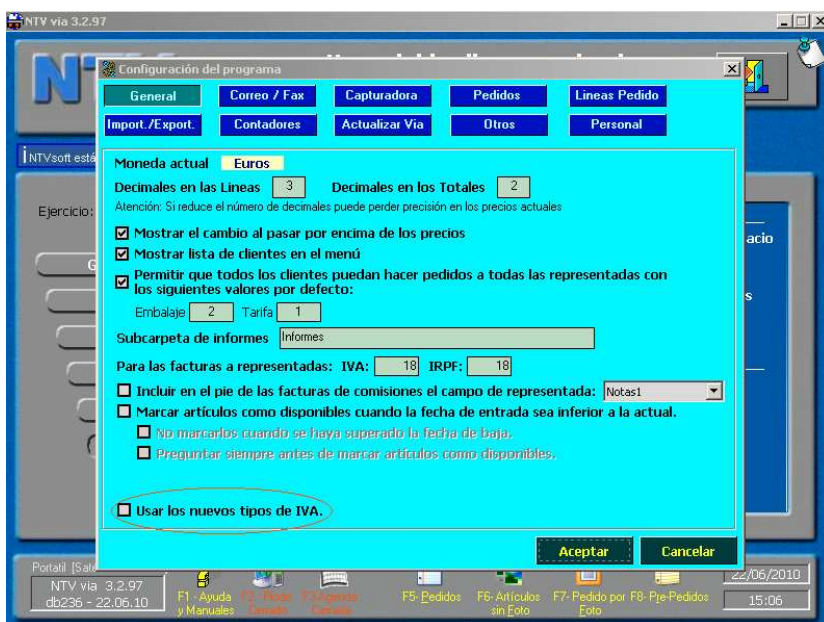 NTV via 3.2.97
NT
Configuración del programa
General Correo / Fax Capturadora Pedidos Lineas Pedido
Import./Export. Contadores Actualizar Via Otros Personal
NTVsoft está
Moneda actual Euros
Decimales en las Lineas 3 Decimales en los Totales 2
Atención: Si reduce el número de decimales puede perder precisión en los precios actuales
Ejercicio:
Mostrar el cambio al pasar por encima de los precios
acio
Mostrar lista de clientes en el menú
G
Permitir que todos los clientes puedan hacer pedidos a todas las representadas con
los siguientes valores por defecto:
s
Embalaje 2 Tarifa 1
Subcarpeta de informes Informes
Para las facturas a representadas: IVA: 18 IRPF: 18
Incluir en el pie de las facturas de comisiones el campo de representada: Notas1
Marcar artículos como disponibles cuando la fecha de entrada sea inferior a la actual.
No marcarlos cuando se haya superado la fecha de baja.
Preguntar siempre antes de marcar artículos como disponibles.
Usar los nuevos tipos de IVA.
Aceptar Cancelar
Portatil [Saté
NTV via 3.2.97
db236 - 22.06.10
F1 - Ayuda
y Manuales
F5- Pedidos
F6- Artículos
sin Foto
F7- Pedido por
Foto
F8- Pre-Pedidos
22/06/2010
15:06